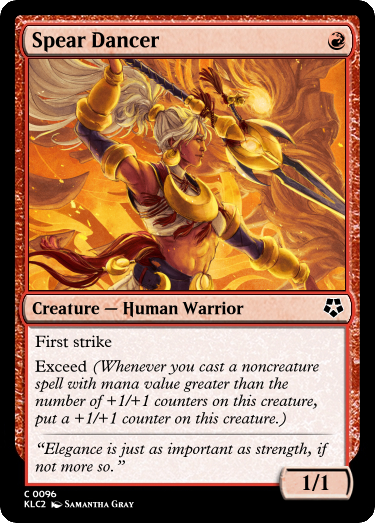 Spear Dancer
Creature — Human Warrior
First strike
Exceed (Whenever you cast a noncreature
spell with mana value greater than the
number of +1/+1 counters on this creature,
put a +1/+1 counter on this creature.)
“Elegance is just as important as strength, if
not more so.”
1/1
C 0096
KLC2 Samantha Gray